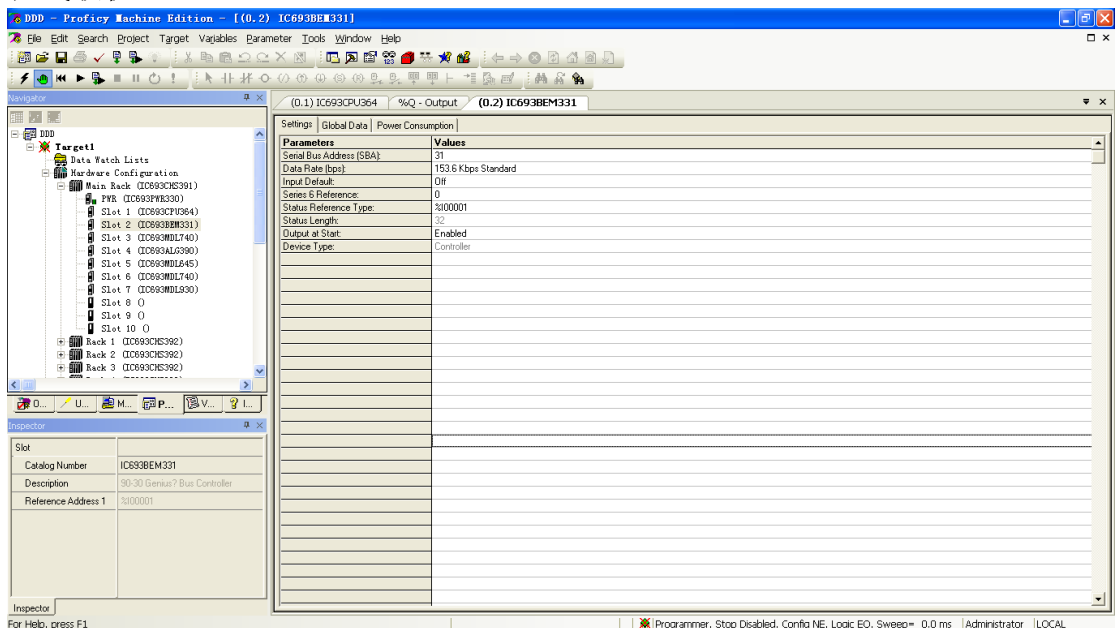 DDD - Proficy Machine Edition - [(0.2) IC693BEM331]
File Edit Search Project Target Variables Parameter Tools Window Help
Navigator
(0.1) IC693CPU364 %Q - Output (0.2) IC693BEM331
Settings Global Data Power Consumption
DDD
Target1
Data Watch Lists
Hardware Configuration
Main Rack (IC693CHS391)
PWR (IC693PWR330)
Slot 1 (IC693CPU364)
Slot 2 (IC693BEM331)
Slot 3 (IC693MDL740)
Slot 4 (IC693ALG390)
Slot 5 (IC693MDL645)
Slot 6 (IC693MDL740)
Slot 7 (IC693MDL930)
Slot 8 ()
Slot 9 ()
Slot 10 ()
Rack 1 (IC693CHS392)
Rack 2 (IC693CHS392)
Rack 3 (IC693CHS392)
O... U... M... P... V... I...
Parameters Values
Serial Bus Address (SBA): 31
Data Rate (bps): 153.6 Kbps Standard
Input Default: Off
Series 6 Reference: 0
Status Reference Type: %I00001
Status Length: 32
Output at Start: Enabled
Device Type: Controller
Inspector
Slot
Catalog Number IC693BEM331
Description 90-30 Genius? Bus Controller
Reference Address 1 %I00001
Inspector
For Help, press F1
Programmer, Stop Disabled, Config NE, Logic EQ, Sweep= 0.0 ms Administrator LOCAL